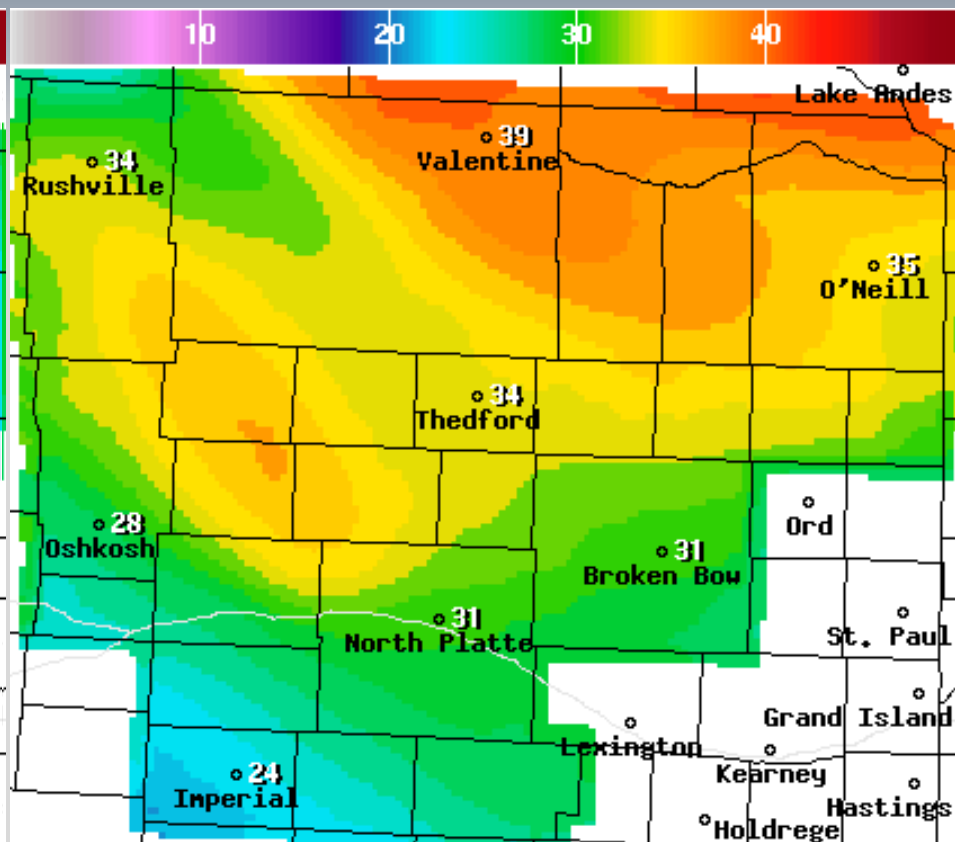 10 20 30 40
Lake Andes
39
Valentine
34
Rushville
35
O'Neill
34
Thedford
28
Oshkosh
Ord
31
Broken Bow
31
North Platte
St. Paul
Grand Island
Lexington
Kearney
24
Imperial
Hastings
Holdrege